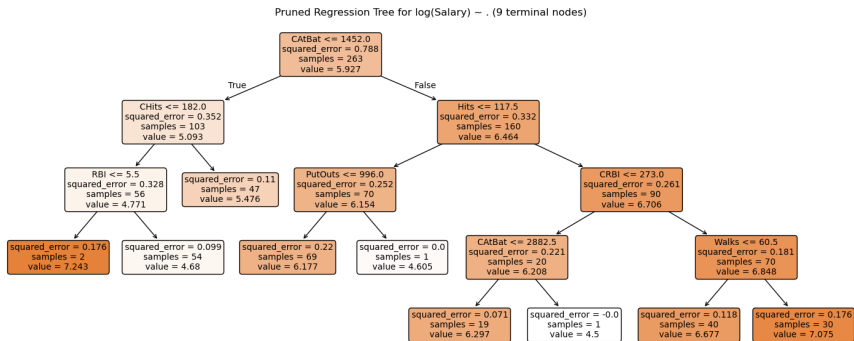 Pruned Regression Tree for log(Salary) ~ . (9 terminal nodes)
CAtBat <= 1452.0
squared_error = 0.788
samples = 263
value = 5.927
True
False
CHits <= 182.0
squared_error = 0.352
samples = 103
value = 5.093
Hits <= 117.5
squared_error = 0.332
samples = 160
value = 6.464
RBI <= 5.5
squared_error = 0.328
samples = 56
value = 4.771
squared_error = 0.11
samples = 47
value = 5.476
PutOuts <= 996.0
squared_error = 0.252
samples = 70
value = 6.154
CRBI <= 273.0
squared_error = 0.261
samples = 90
value = 6.706
squared_error = 0.176
samples = 2
value = 7.243
squared_error = 0.099
samples = 54
value = 4.68
squared_error = 0.22
samples = 69
value = 6.177
squared_error = 0.0
samples = 1
value = 4.605
CAtBat <= 2882.5
squared_error = 0.221
samples = 20
value = 6.208
Walks <= 60.5
squared_error = 0.181
samples = 70
value = 6.848
squared_error = 0.071
samples = 19
value = 6.297
squared_error = -0.0
samples = 1
value = 4.5
squared_error = 0.118
samples = 40
value = 6.677
squared_error = 0.176
samples = 30
value = 7.075